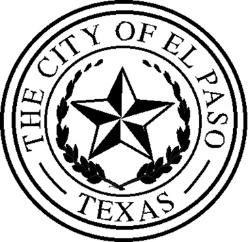 THE CITY OF EL PASO
TEXAS